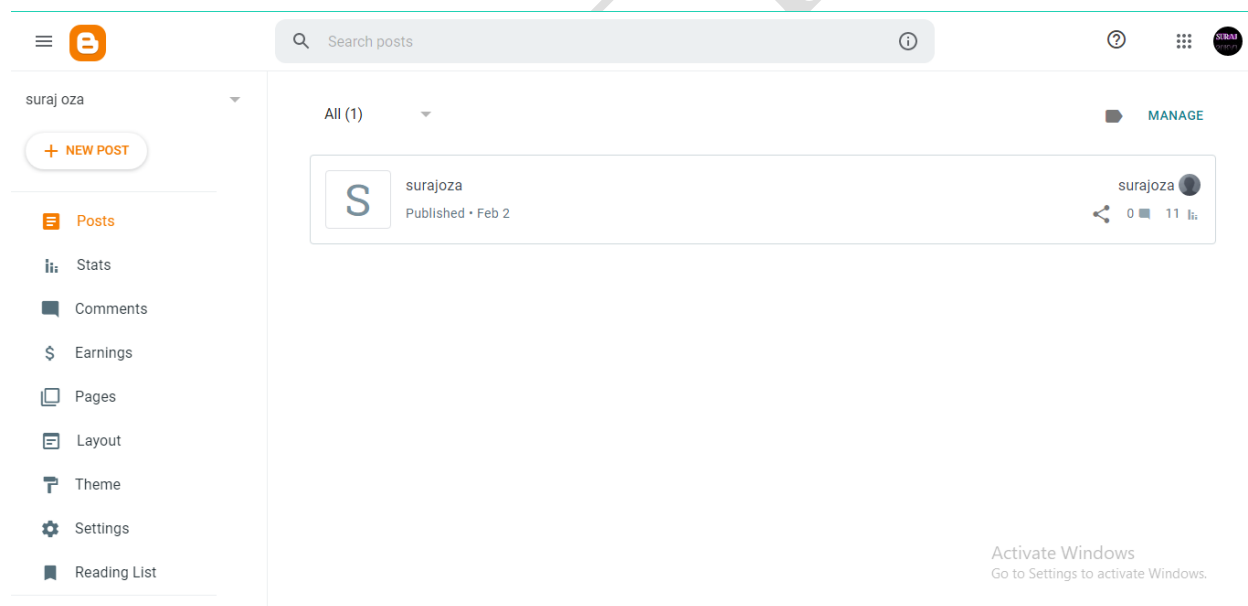 Search posts
SURAJ
suraj oza
NEW POST
Posts
Stats
Comments
Earnings
Pages
Layout
Theme
Settings
Reading List
All (1)
MANAGE
S
surajoza
Published • Feb 2
surajoza
0 11
Activate Windows
Go to Settings to activate Windows.